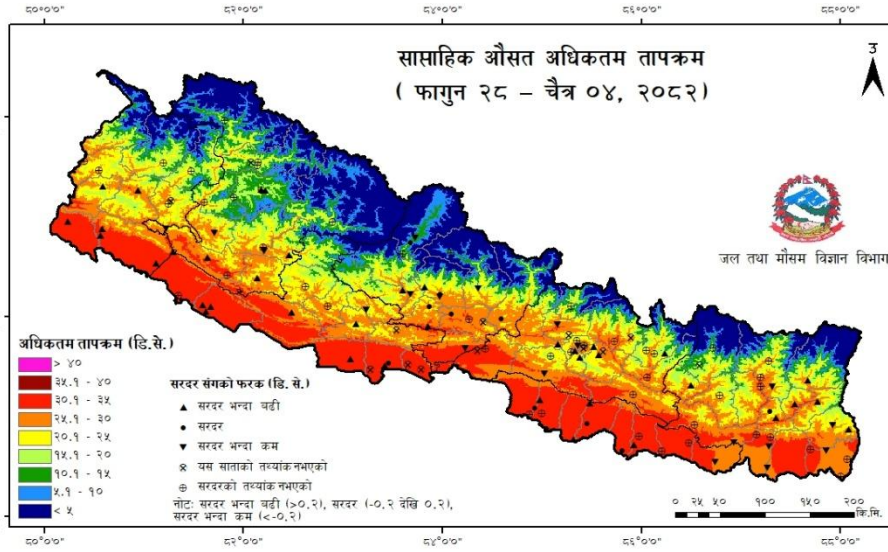 ८०°०'०" ८२°०'०" ८४°०'०" ८६°०'०" ८८°०'०"
साप्ताहिक औसत अधिकतम तापक्रम
( फागुन २८ – चैत्र ०४, २०८२)
उ
जल तथा मौसम विज्ञान विभाग
अधिकतम तापक्रम (डि.से.)
> ४०
३५.१ - ४०
३०.१ - ३५
२५.१ - ३०
२०.१ - २५
१५.१ - २०
१०.१ - १५
५.१ - १०
< ५
सरदर संगको फरक (डि. से.)
सरदर भन्दा बढी
सरदर
सरदर भन्दा कम
यस साताको तथ्यांक नभएको
सरदरको तथ्यांक नभएको
नोटः सरदर भन्दा बढी (>०.२), सरदर (-०.२ देखि ०.२),
सरदर भन्दा कम (<-०.२)
० २५ ५० १०० १५० २००
कि.मि.
८०°०'०" ८२°०'०" ८४°०'०" ८६°०'०" ८८°०'०"